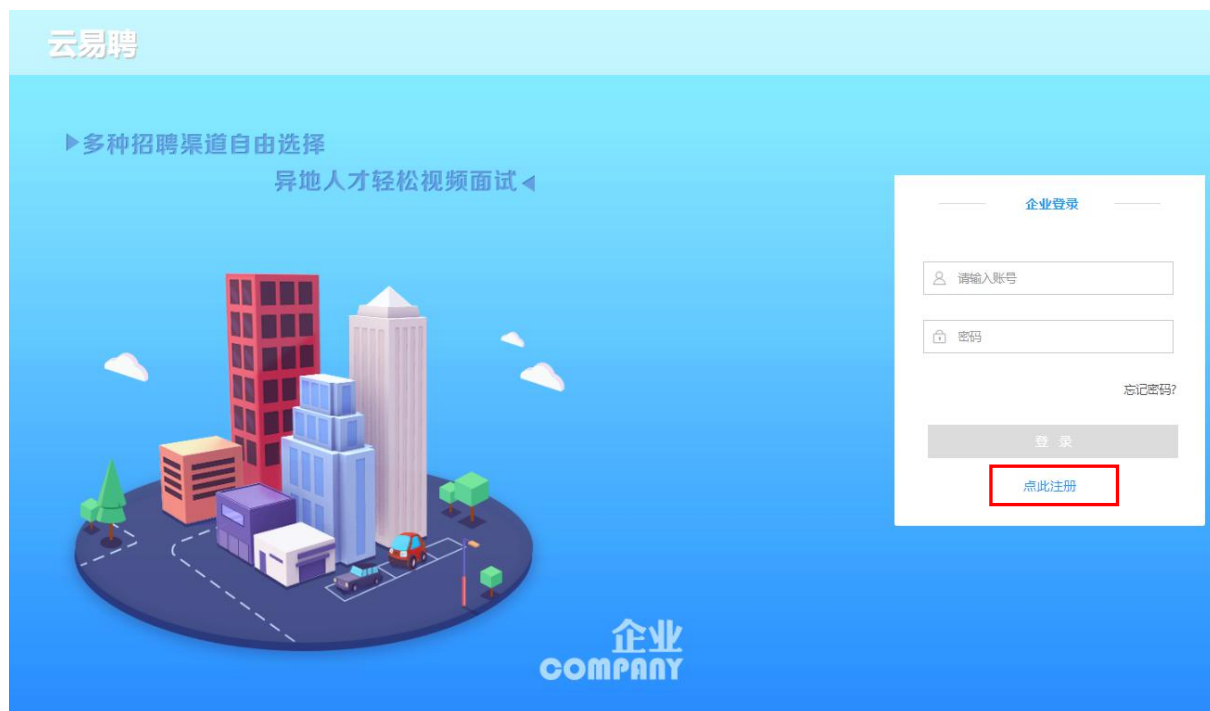 云易聘
多种招聘渠道自由选择
异地人才轻松视频面试
企业登录
请输入账号
密码
忘记密码?
登 录
点此注册
企业
COMPANY